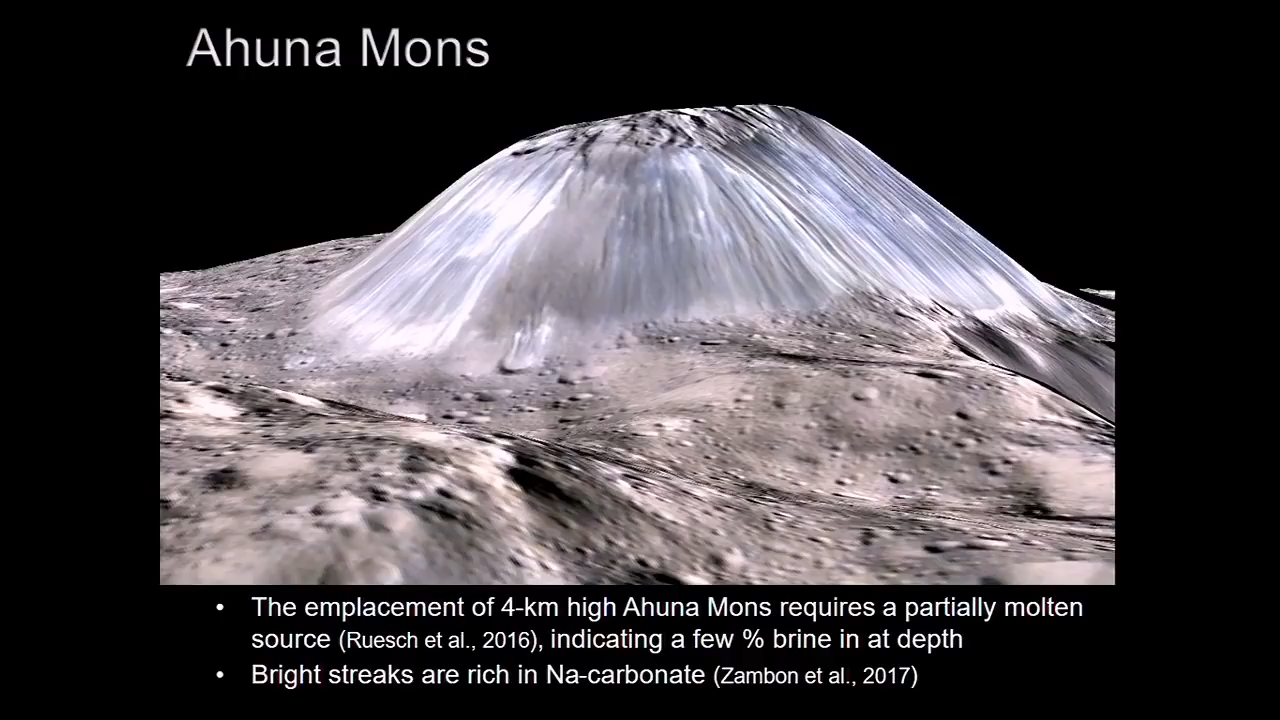 Ahuna Mons
• The emplacement of 4-km high Ahuna Mons requires a partially molten
source (Ruesch et al., 2016), indicating a few % brine in at depth
• Bright streaks are rich in Na-carbonate (Zambon et al., 2017)